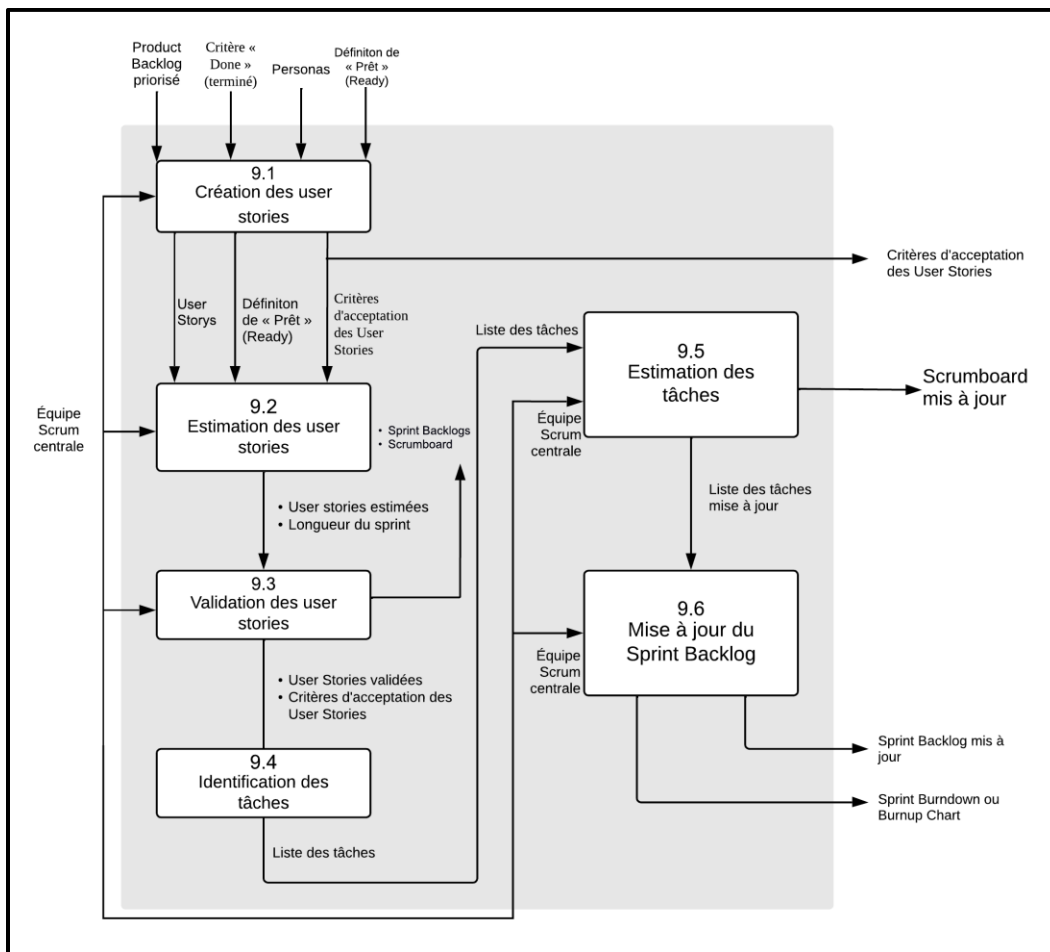 Product
Backlog
priorisé
Critère «
Done »
(terminé)
Personas
Définiton de
« Prêt »
(Ready)
9.1
Création des user
stories
Critères d'acceptation
des User Stories
User
Storys
Définiton
de « Prêt »
(Ready)
Critères
d'acceptation
des User
Stories
Liste des tâches
9.5
Estimation des
tâches
Scrumboard
mis à jour
Équipe
Scrum
centrale
9.2
Estimation des user
stories
• Sprint Backlogs
• Scrumboard
Équipe
Scrum
centrale
• User stories estimées
• Longueur du sprint
Liste des tâches
mise à jour
9.3
Validation des user
stories
9.6
Mise à jour du
Sprint Backlog
Équipe
Scrum
centrale
• User Stories validées
• Critères d'acceptation des
User Stories
9.4
Identification des
tâches
Sprint Backlog mis à
jour
Sprint Burndown ou
Burnup Chart
Liste des tâches